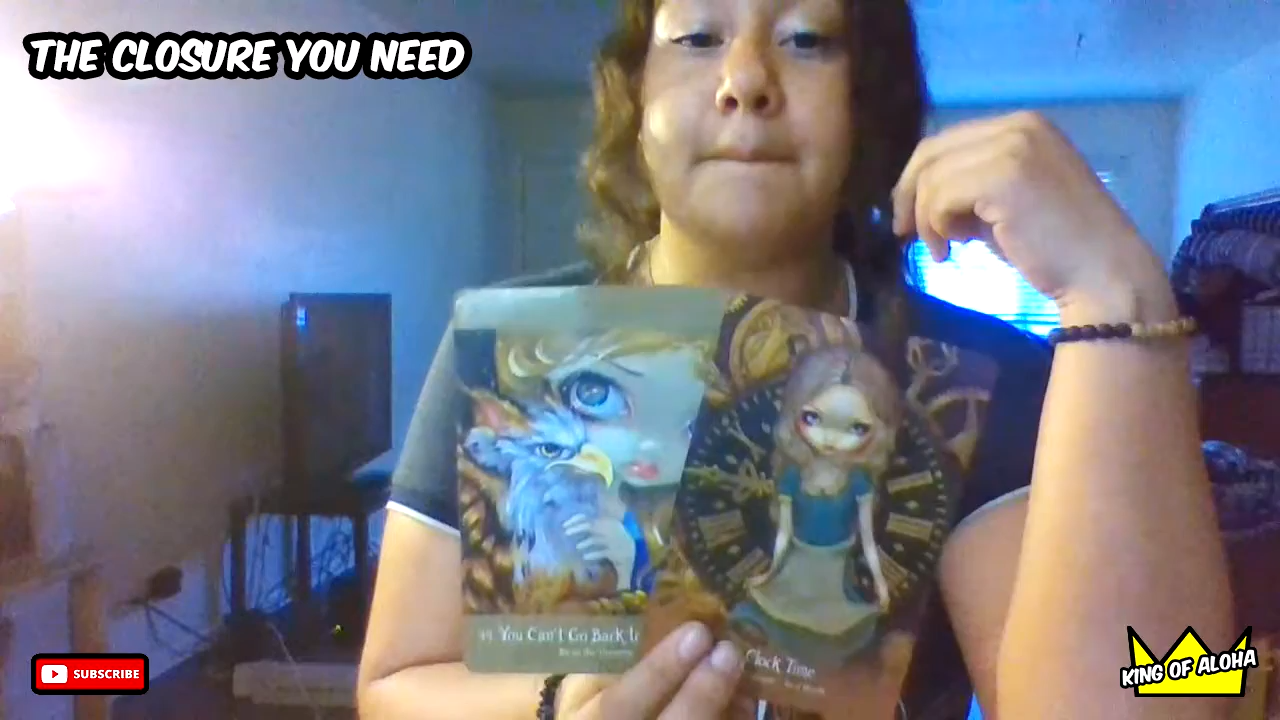 THE CLOSURE YOU NEED
You Can't Go Back
Clock Time
SUBSCRIBE
KING OF ALOHA